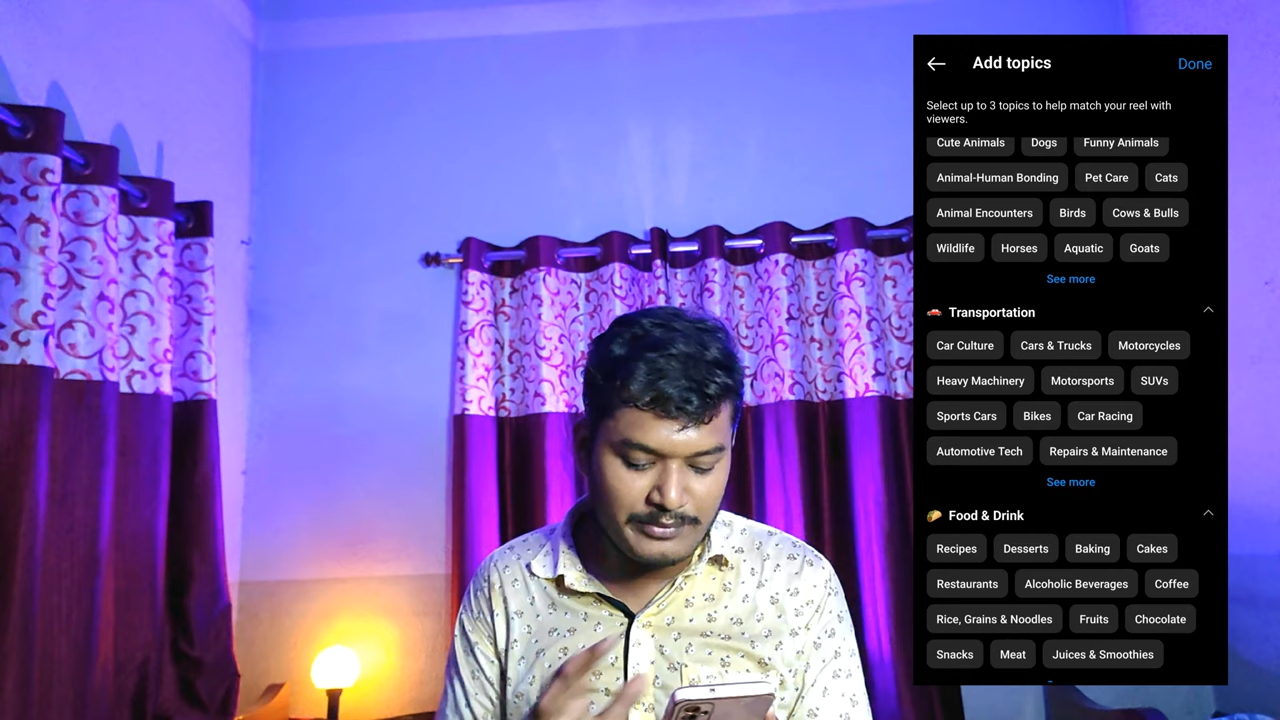 Add topics
Done
Select up to 3 topics to help match your reel with
viewers.
Cute Animals Dogs Funny Animals
Animal-Human Bonding Pet Care Cats
Animal Encounters Birds Cows & Bulls
Wildlife Horses Aquatic Goats
See more
Transportation
Car Culture Cars & Trucks Motorcycles
Heavy Machinery Motorsports SUVs
Sports Cars Bikes Car Racing
Automotive Tech Repairs & Maintenance
See more
Food & Drink
Recipes Desserts Baking Cakes
Restaurants Alcoholic Beverages Coffee
Rice, Grains & Noodles Fruits Chocolate
Snacks Meat Juices & Smoothies